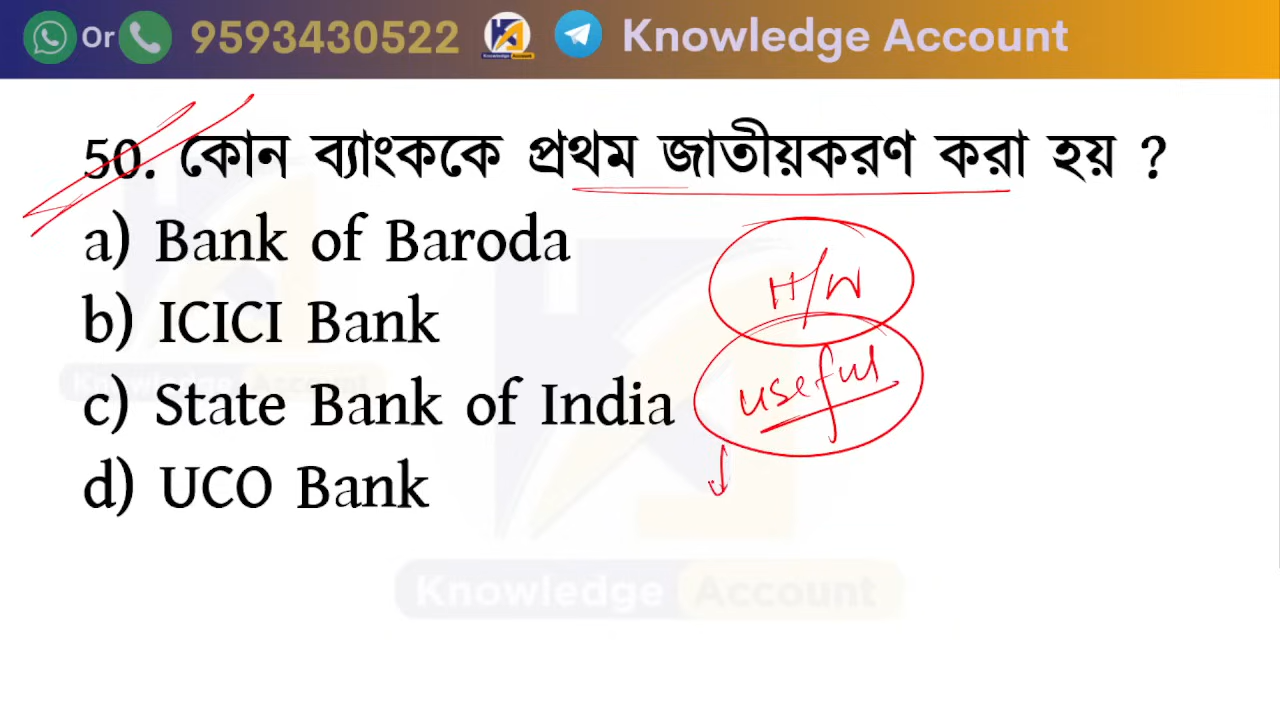 Or 9593430522 Knowledge Account
50. কোন ব্যাংককে প্রথম জাতীয়করণ করা হয় ?
a) Bank of Baroda
b) ICICI Bank
H/W
c) State Bank of India
useful
d) UCO Bank
Knowledge Account